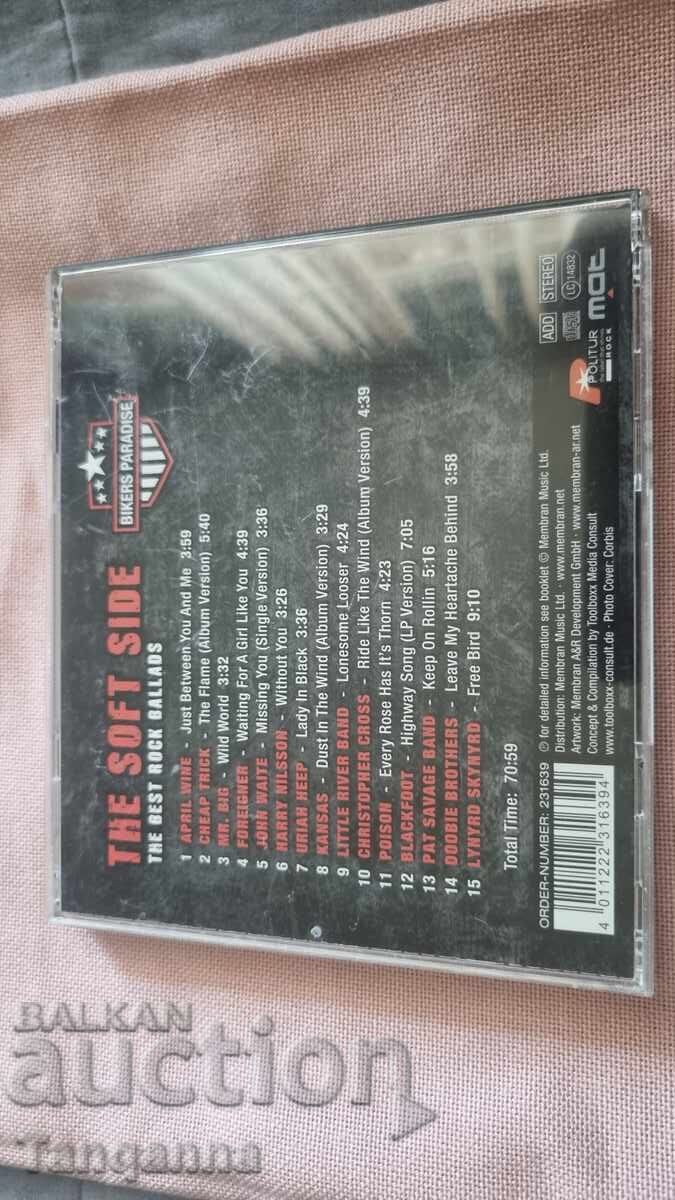 THE SOFT SIDE
THE BEST ROCK BALLADS
BIKERS PARADISE
1 APRIL WINE - Just Between You And Me 3:59
2 CHEAP TRICK - The Flame (Album Version) 5:40
3 MR. BIG - Wild World 3:32
4 FOREIGNER - Waiting For A Girl Like You 4:39
5 JOHN WAITE - Missing You (Single Version) 3:36
6 HARRY NILSSON - Without You 3:26
7 URIAH HEEP - Lady In Black 3:36
8 KANSAS - Dust In The Wind (Album Version) 3:29
9 LITTLE RIVER BAND - Lonesome Looser 4:24
10 CHRISTOPHER CROSS - Ride Like The Wind (Album Version) 4:39
11 POISON - Every Rose Has It's Thorn 4:23
12 BLACKFOOT - Highway Song (LP Version) 7:05
13 PAT SAVAGE BAND - Keep On Rollin 5:16
14 DOOBIE BROTHERS - Leave My Heartache Behind 3:58
15 LYNYRD SKYNYRD - Free Bird 9:10
Total Time: 70:59
ORDER-NUMBER: 231639
4 011222 316394
℗ for detailed information see booklet © Membran Music Ltd.
Distribution: Membran Music Ltd. · www.membran.net
Artwork: Membran A&R Development GmbH · www.membran-ar.net
Concept & Compilation by Toolboxx Media Consult
www.toolboxx-consult.de · Photo Cover: Corbis
ADD STEREO
LC 14832
POLITUR
mat
ROCK
BALKAN
auction
Tanganna